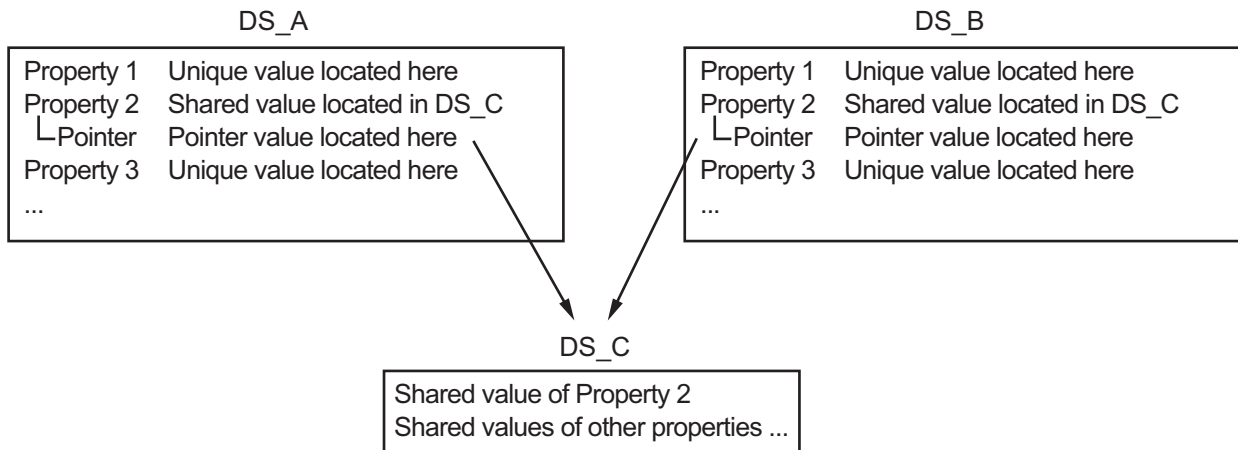 DS_A
Property 1 Unique value located here
Property 2 Shared value located in DS_C
Pointer Pointer value located here
Property 3 Unique value located here
...
DS_B
Property 1 Unique value located here
Property 2 Shared value located in DS_C
Pointer Pointer value located here
Property 3 Unique value located here
...
DS_C
Shared value of Property 2
Shared values of other properties ...